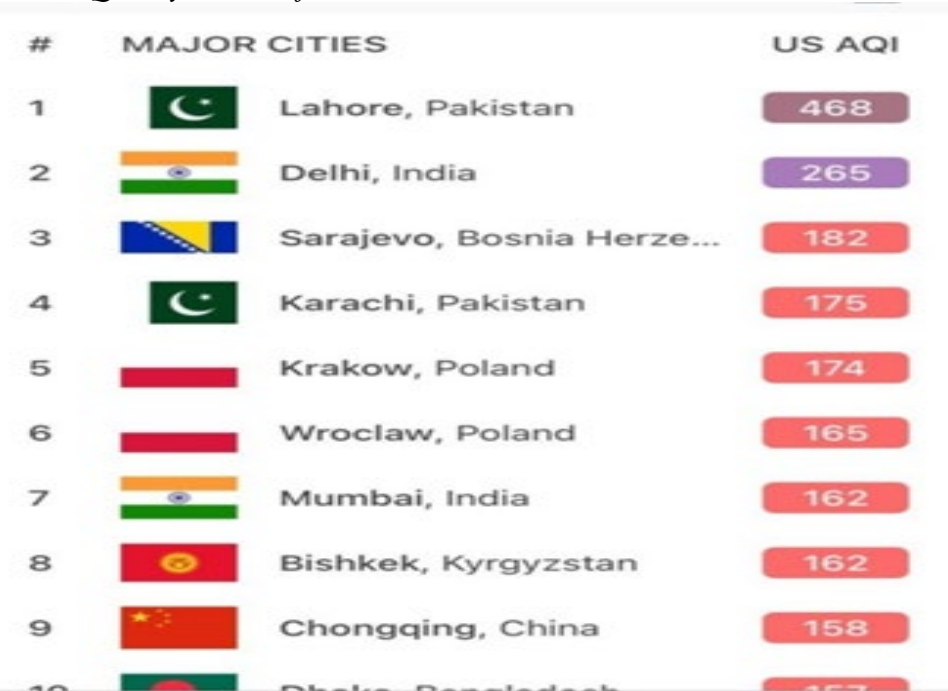 # MAJOR CITIES US AQI
1 Lahore, Pakistan 468
2 Delhi, India 265
3 Sarajevo, Bosnia Herze... 182
4 Karachi, Pakistan 175
5 Krakow, Poland 174
6 Wroclaw, Poland 165
7 Mumbai, India 162
8 Bishkek, Kyrgyzstan 162
9 Chongqing, China 158